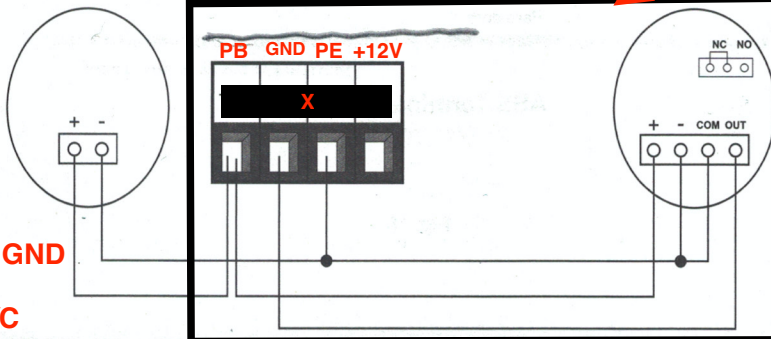 PB GND PE +12V
NC NO
X
+ -
+ - COM OUT
GND
C